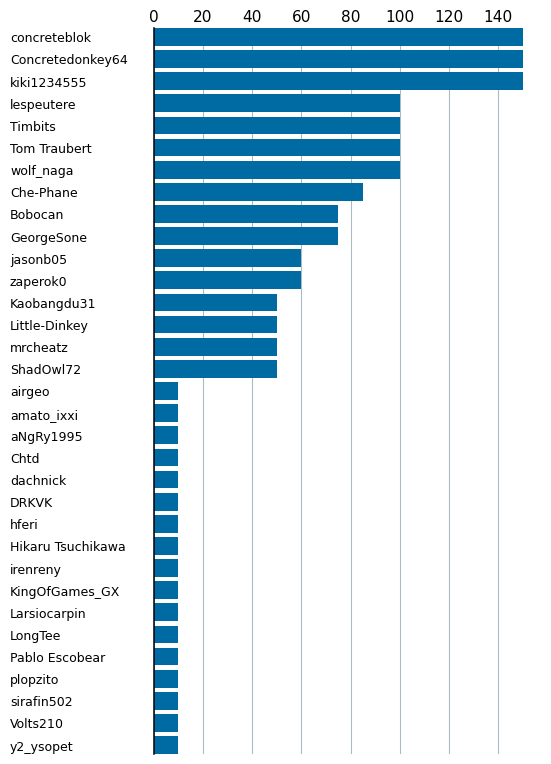 0 20 40 60 80 100 120 140
concreteblok
Concretedonkey64
kiki1234555
lespeutere
Timbits
Tom Traubert
wolf_naga
Che-Phane
Bobocan
GeorgeSone
jasonb05
zaperok0
Kaobangdu31
Little-Dinkey
mrcheatz
ShadOwl72
airgeo
amato_ixxi
aNgRy1995
Chtd
dachnick
DRKVK
hferi
Hikaru Tsuchikawa
irenreny
KingOfGames_GX
Larsiocarpin
LongTee
Pablo Escobear
plopzito
sirafin502
Volts210
y2_ysopet